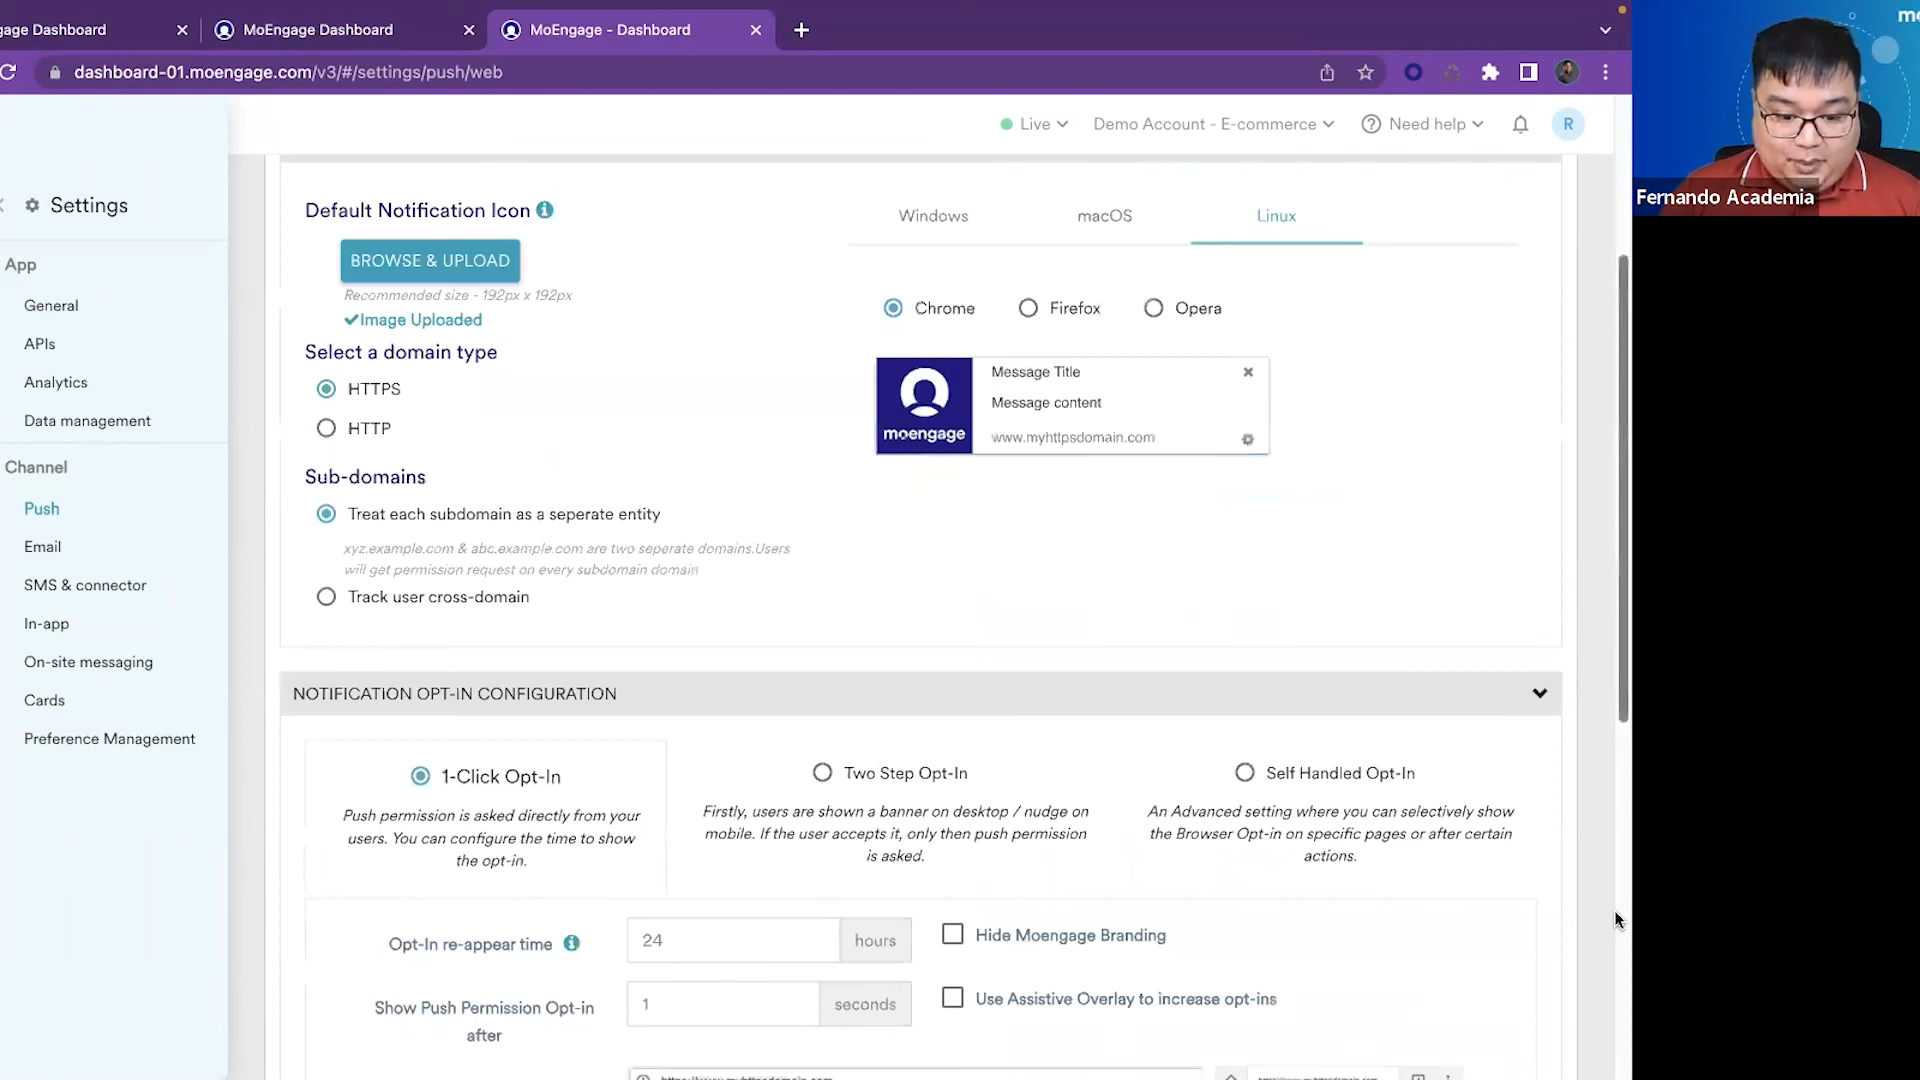 gage Dashboard
MoEngage Dashboard
MoEngage - Dashboard
dashboard-01.moengage.com/v3/#/settings/push/web
Live
Demo Account - E-commerce
Need help
R
Fernando Academia
Settings
App
General
APIs
Analytics
Data management
Channel
Push
Email
SMS & connector
In-app
On-site messaging
Cards
Preference Management
Default Notification Icon
BROWSE & UPLOAD
Recommended size - 192px x 192px
Image Uploaded
Select a domain type
HTTPS
HTTP
Sub-domains
Treat each subdomain as a seperate entity
xyz.example.com & abc.example.com are two seperate domains.Users
will get permission request on every subdomain domain
Track user cross-domain
Windows
macOS
Linux
Chrome
Firefox
Opera
moengage
Message Title
Message content
www.myhttpsdomain.com
NOTIFICATION OPT-IN CONFIGURATION
1-Click Opt-In
Push permission is asked directly from your
users. You can configure the time to show
the opt-in.
Two Step Opt-In
Firstly, users are shown a banner on desktop / nudge on
mobile. If the user accepts it, only then push permission
is asked.
Self Handled Opt-In
An Advanced setting where you can selectively show
the Browser Opt-in on specific pages or after certain
actions.
Opt-In re-appear time
24
hours
Hide Moengage Branding
Show Push Permission Opt-in
after
1
seconds
Use Assistive Overlay to increase opt-ins